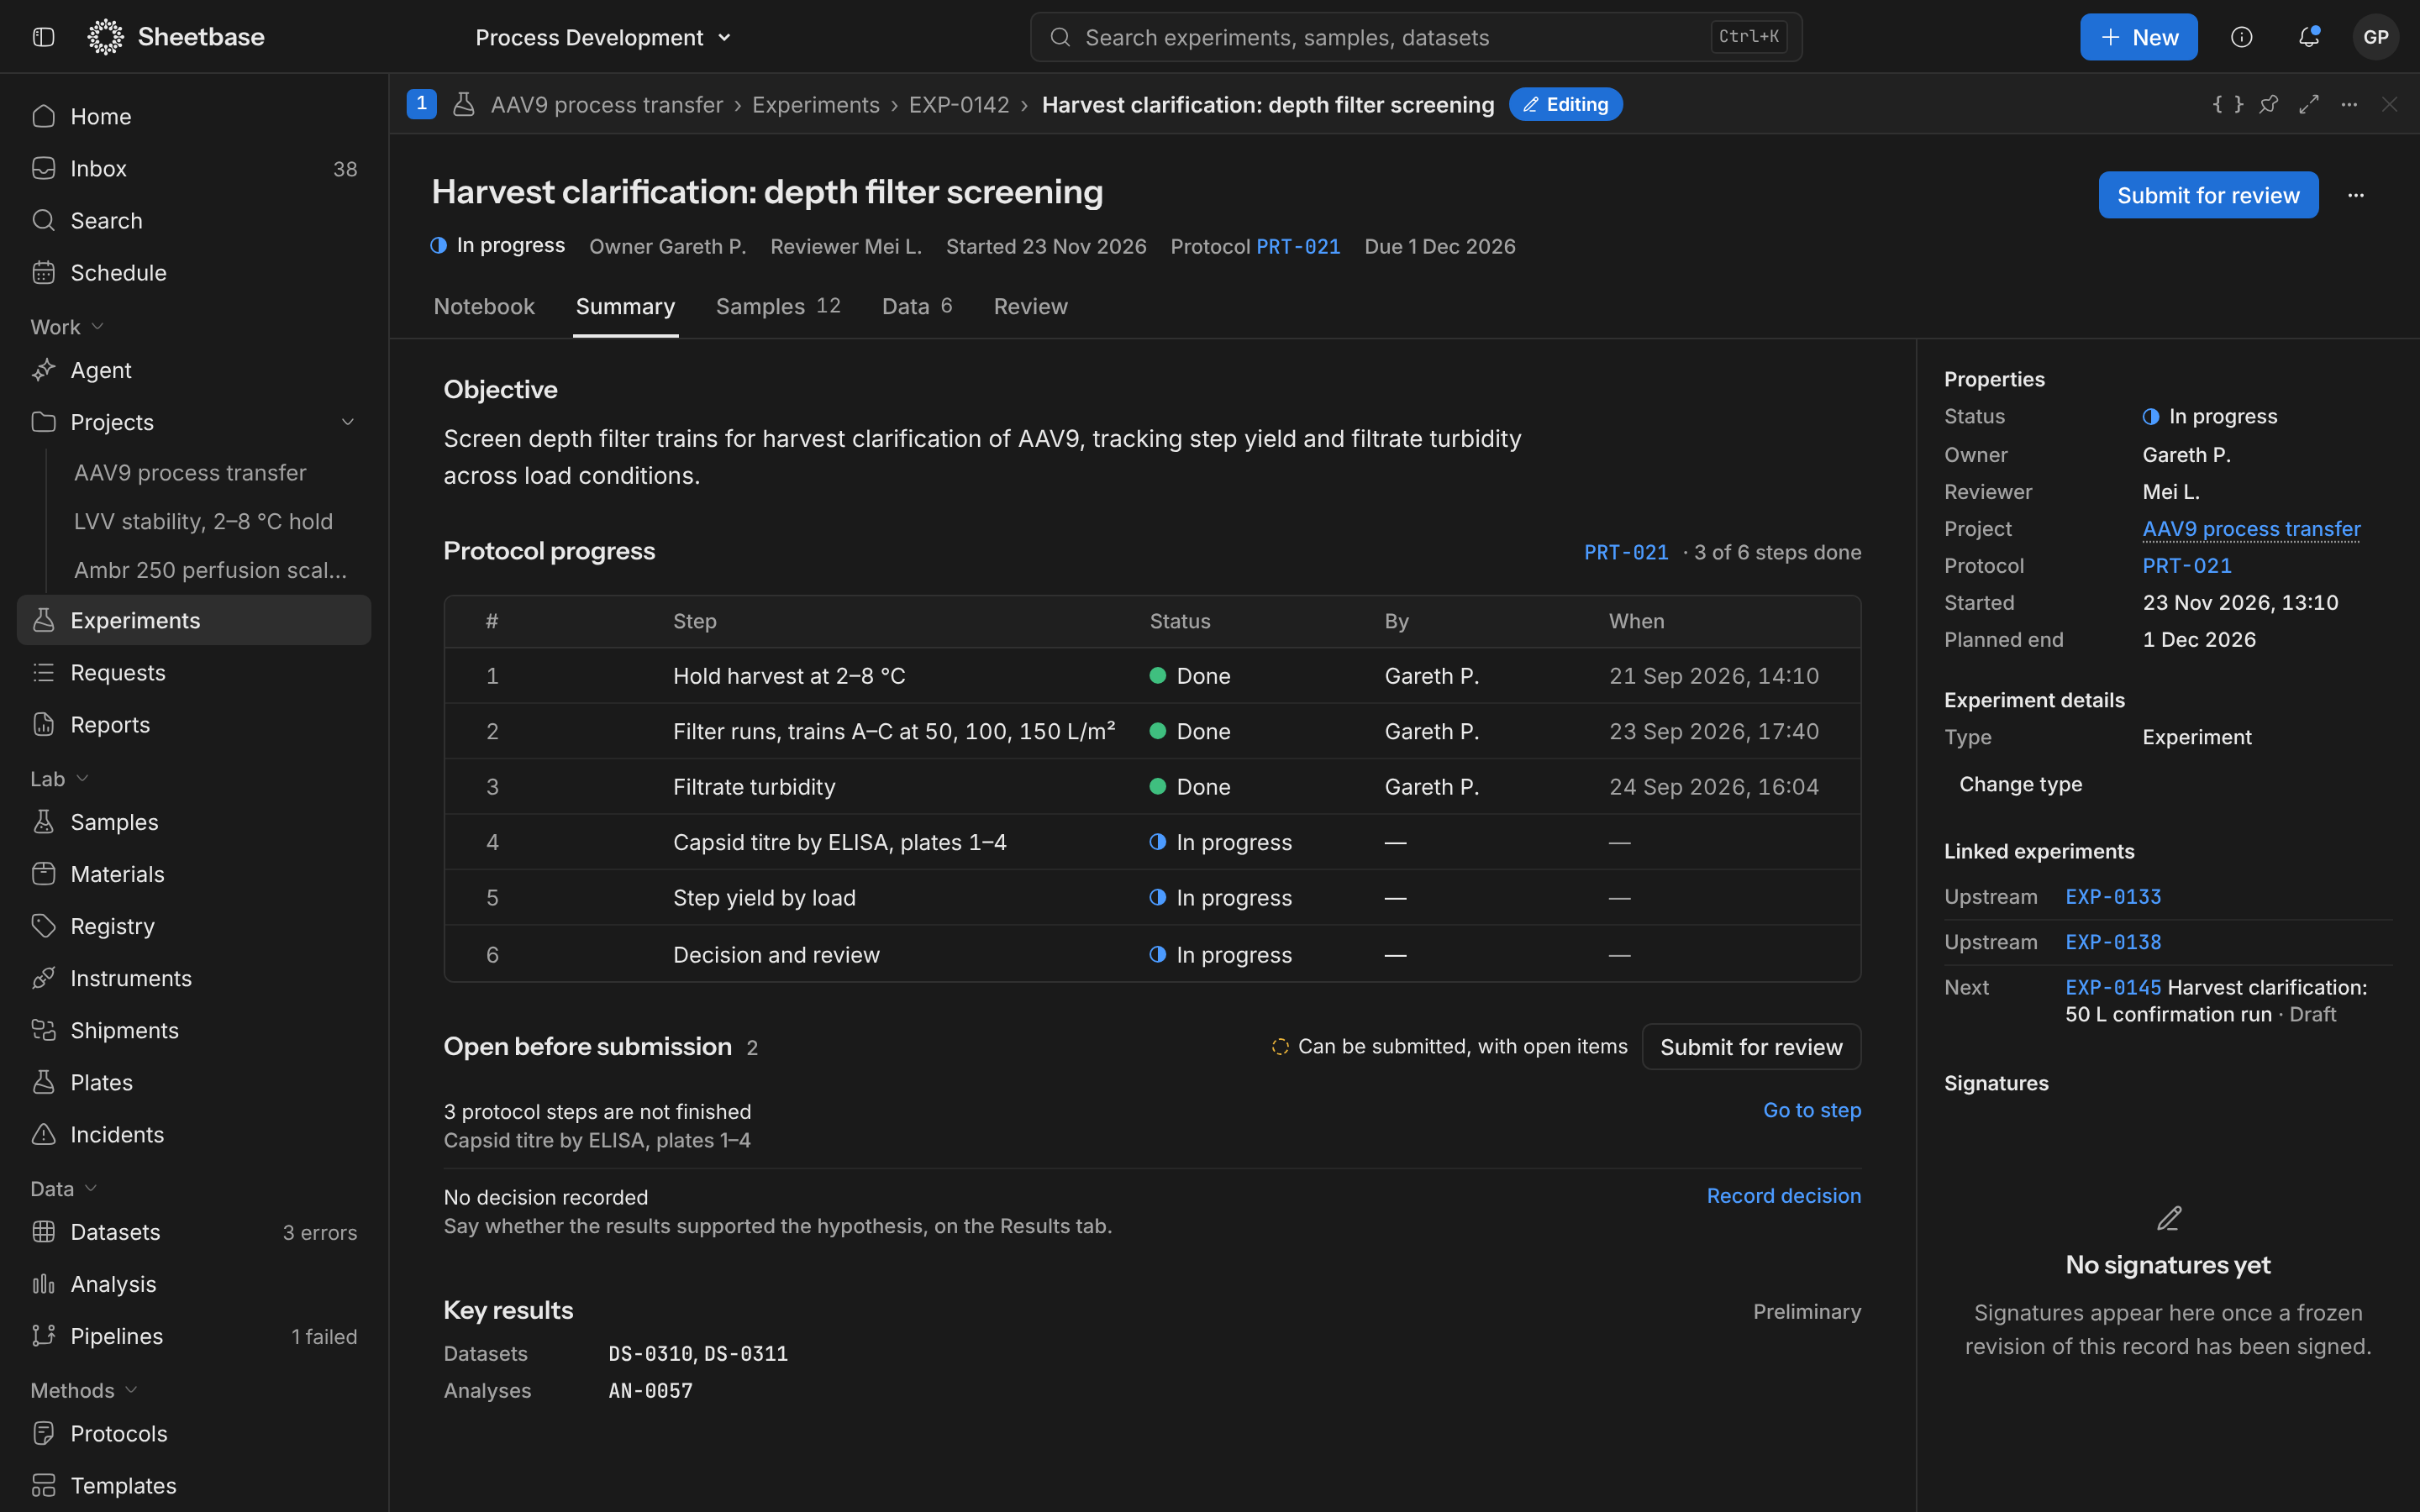 Sheetbase
Process Development
Search experiments, samples, datasets
Ctrl+K
New
GP
Home
Inbox 38
Search
Schedule
Work
Agent
Projects
AAV9 process transfer
LVV stability, 2–8 °C hold
Ambr 250 perfusion scal...
Experiments
Requests
Reports
Lab
Samples
Materials
Registry
Instruments
Shipments
Plates
Incidents
Data
Datasets 3 errors
Analysis
Pipelines 1 failed
Methods
Protocols
Templates
1 AAV9 process transfer › Experiments › EXP-0142 › Harvest clarification: depth filter screening Editing
Harvest clarification: depth filter screening
Submit for review
In progress Owner Gareth P. Reviewer Mei L. Started 23 Nov 2026 Protocol PRT-021 Due 1 Dec 2026
Notebook Summary Samples 12 Data 6 Review
Objective
Screen depth filter trains for harvest clarification of AAV9, tracking step yield and filtrate turbidity
across load conditions.
Protocol progress PRT-021 · 3 of 6 steps done
# Step Status By When
1 Hold harvest at 2–8 °C Done Gareth P. 21 Sep 2026, 14:10
2 Filter runs, trains A–C at 50, 100, 150 L/m² Done Gareth P. 23 Sep 2026, 17:40
3 Filtrate turbidity Done Gareth P. 24 Sep 2026, 16:04
4 Capsid titre by ELISA, plates 1–4 In progress — —
5 Step yield by load In progress — —
6 Decision and review In progress — —
Open before submission 2 Can be submitted, with open items Submit for review
3 protocol steps are not finished Go to step
Capsid titre by ELISA, plates 1–4
No decision recorded Record decision
Say whether the results supported the hypothesis, on the Results tab.
Key results Preliminary
Datasets DS-0310, DS-0311
Analyses AN-0057
Properties
Status In progress
Owner Gareth P.
Reviewer Mei L.
Project AAV9 process transfer
Protocol PRT-021
Started 23 Nov 2026, 13:10
Planned end 1 Dec 2026
Experiment details
Type Experiment
Change type
Linked experiments
Upstream EXP-0133
Upstream EXP-0138
Next EXP-0145 Harvest clarification:
50 L confirmation run · Draft
Signatures
No signatures yet
Signatures appear here once a frozen
revision of this record has been signed.